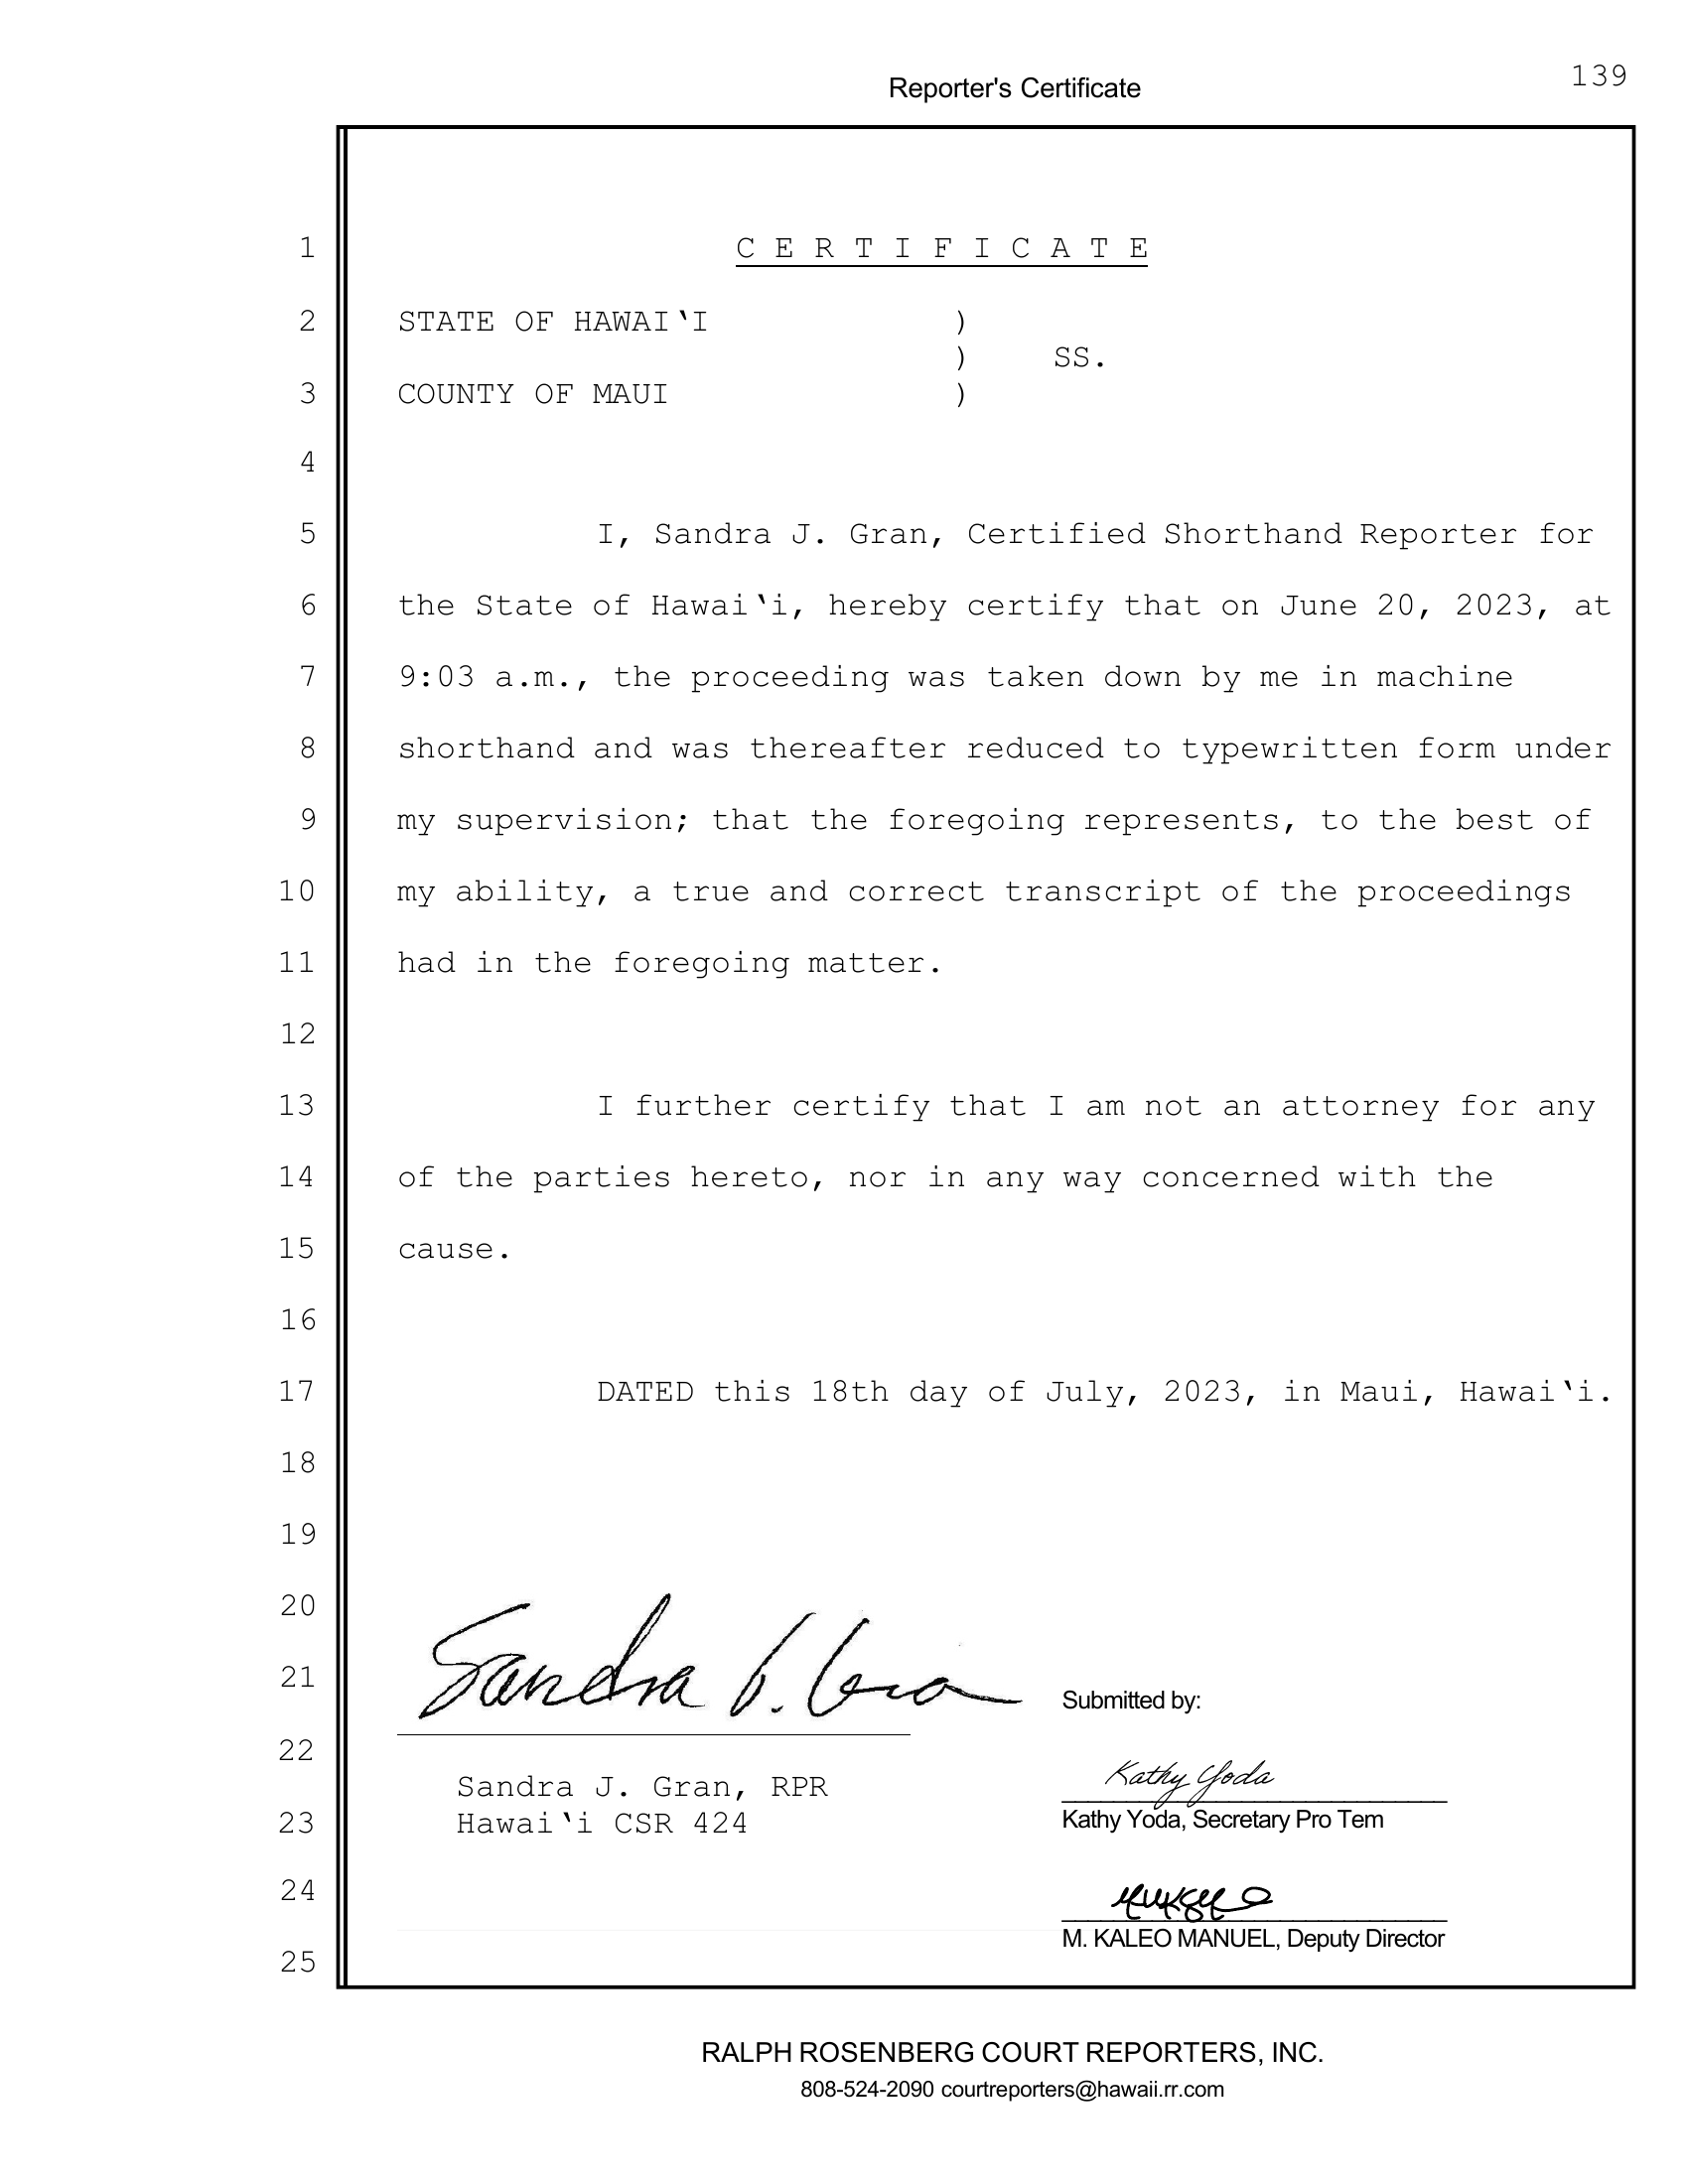 139
Reporter's Certificate
1 C E R T I F I C A T E
2 STATE OF HAWAI‘I )
) SS.
3 COUNTY OF MAUI )
4
5 I, Sandra J. Gran, Certified Shorthand Reporter for
6 the State of Hawai‘i, hereby certify that on June 20, 2023, at
7 9:03 a.m., the proceeding was taken down by me in machine
8 shorthand and was thereafter reduced to typewritten form under
9 my supervision; that the foregoing represents, to the best of
10 my ability, a true and correct transcript of the proceedings
11 had in the foregoing matter.
12
13 I further certify that I am not an attorney for any
14 of the parties hereto, nor in any way concerned with the
15 cause.
16
17 DATED this 18th day of July, 2023, in Maui, Hawai‘i.
18
19
20
21 Sandra J. Gran
Submitted by:
22
Sandra J. Gran, RPR
23 Hawai‘i CSR 424
Kathy Yoda
Kathy Yoda, Secretary Pro Tem
24
M. KALEO MANUEL, Deputy Director
25
RALPH ROSENBERG COURT REPORTERS, INC.
808-524-2090 courtreporters@hawaii.rr.com